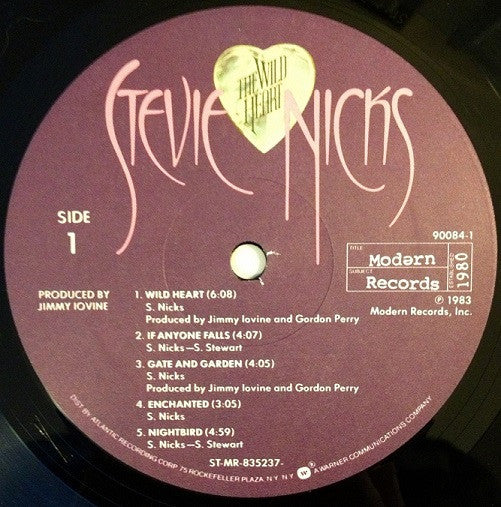 STEVIE NICKS
THE WILD HEART
SIDE
1
90084-1
TITLE
Modern
SUBJECT
Records
ESTABLISHED
1980
℗ 1983
Modern Records, Inc.
PRODUCED BY
JIMMY IOVINE
1. WILD HEART (6:08)
S. Nicks
Produced by Jimmy Iovine and Gordon Perry
2. IF ANYONE FALLS (4:07)
S. Nicks—S. Stewart
3. GATE AND GARDEN (4:05)
S. Nicks
Produced by Jimmy Iovine and Gordon Perry
4. ENCHANTED (3:05)
S. Nicks
5. NIGHTBIRD (4:59)
S. Nicks—S. Stewart
ST-MR-835237-
DIST BY ATLANTIC RECORDING CORP 75 ROCKEFELLER PLAZA N Y N Y W A WARNER COMMUNICATIONS COMPANY